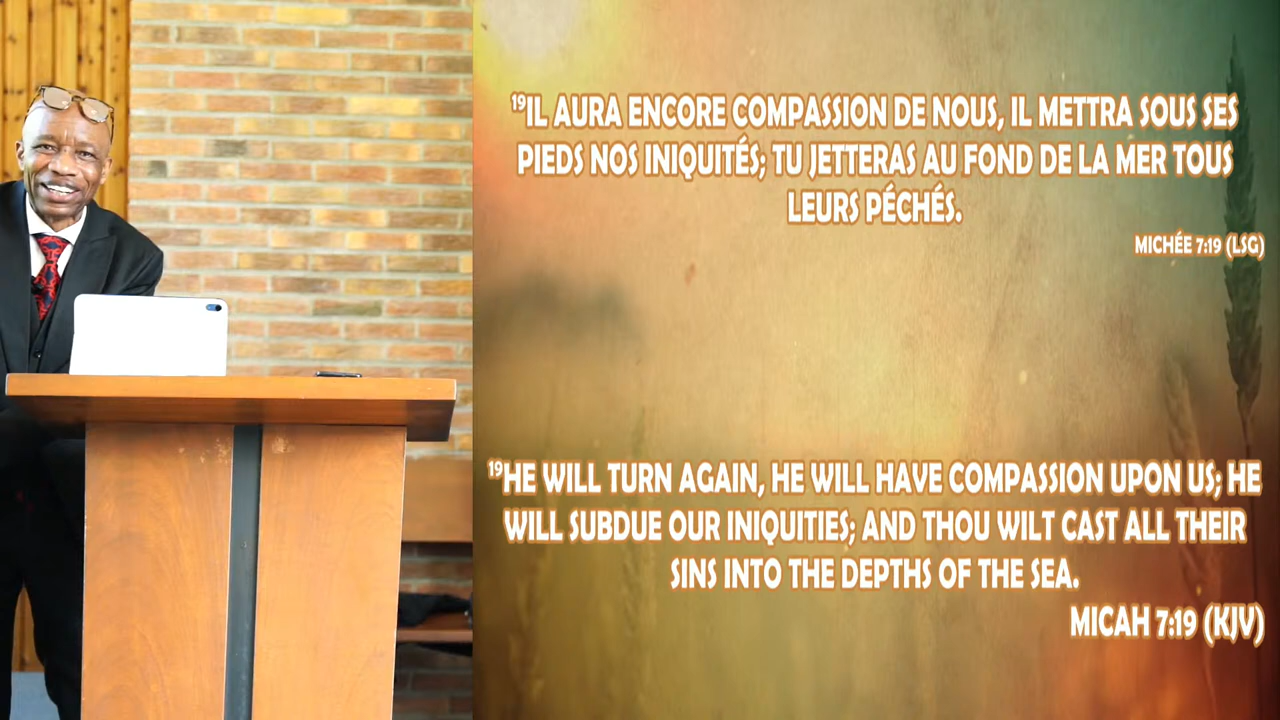 ¹⁹IL AURA ENCORE COMPASSION DE NOUS, IL METTRA SOUS SES
PIEDS NOS INIQUITÉS; TU JETTERAS AU FOND DE LA MER TOUS
LEURS PÉCHÉS.
MICHÉE 7:19 (LSG)
¹⁹HE WILL TURN AGAIN, HE WILL HAVE COMPASSION UPON US; HE
WILL SUBDUE OUR INIQUITIES; AND THOU WILT CAST ALL THEIR
SINS INTO THE DEPTHS OF THE SEA.
MICAH 7:19 (KJV)